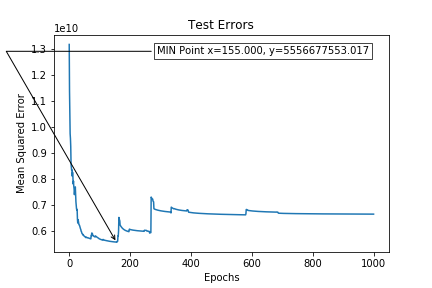 Test Errors
1e10
1.3
1.2
1.1
1.0
0.9
0.8
0.7
0.6
Mean Squared Error
MIN Point x=155.000, y=5556677553.017
0 200 400 600 800 1000
Epochs